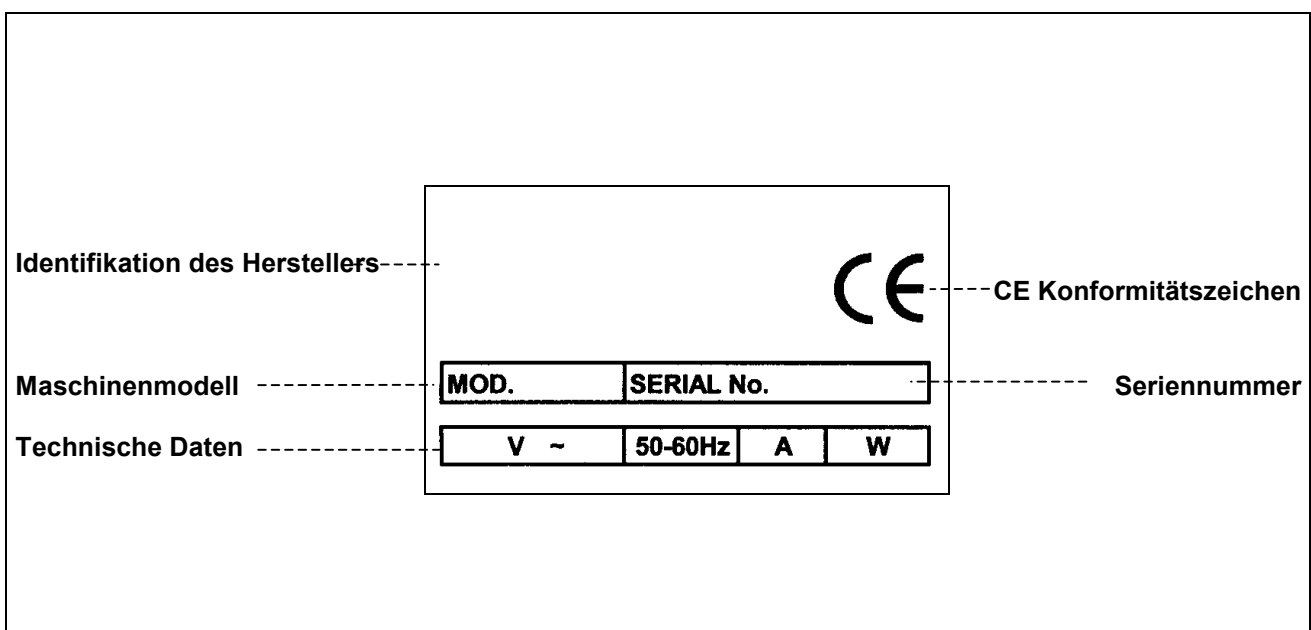 Identifikation des Herstellers
CE
CE Konformitätszeichen
Maschinenmodell
MOD.
SERIAL No.
Seriennummer
Technische Daten
V ~
50-60Hz
A
W